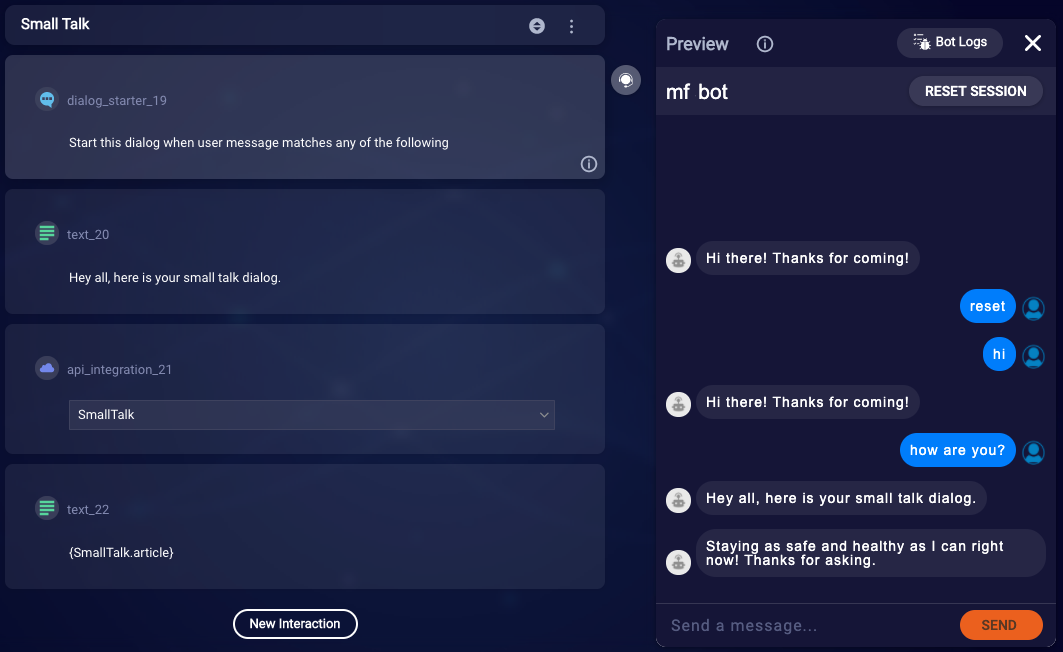 Small Talk
dialog_starter_19
Start this dialog when user message matches any of the following
text_20
Hey all, here is your small talk dialog.
api_integration_21
SmallTalk
text_22
{SmallTalk.article}
New Interaction
Preview
Bot Logs
mf bot
RESET SESSION
Hi there! Thanks for coming!
reset
hi
Hi there! Thanks for coming!
how are you?
Hey all, here is your small talk dialog.
Staying as safe and healthy as I can right
now! Thanks for asking.
Send a message...
SEND